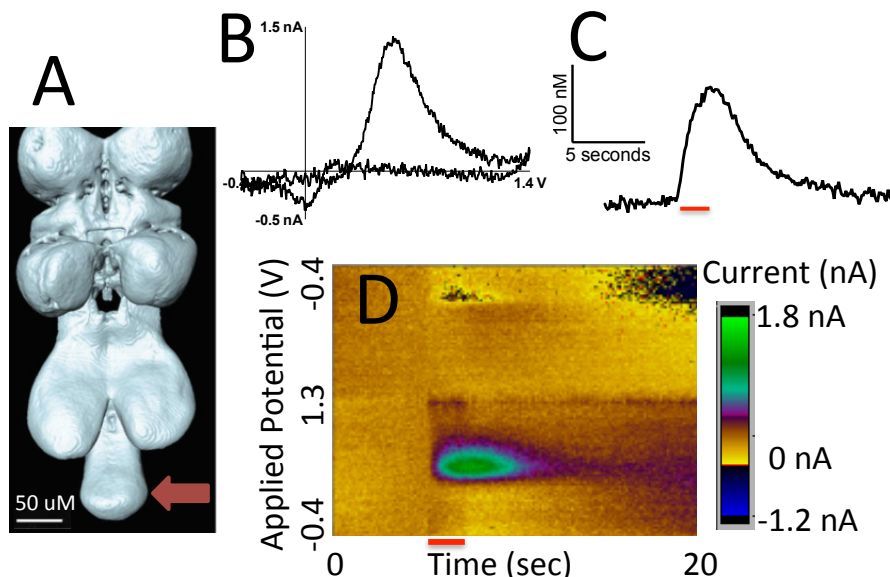 A
50 uM
B
1.5 nA
1.4 V
-0.5 nA
C
100 nM
5 seconds
D
Applied Potential (V)
-0.4
1.3
-0.4
0
Time (sec)
20
Current (nA)
1.8 nA
0 nA
-1.2 nA